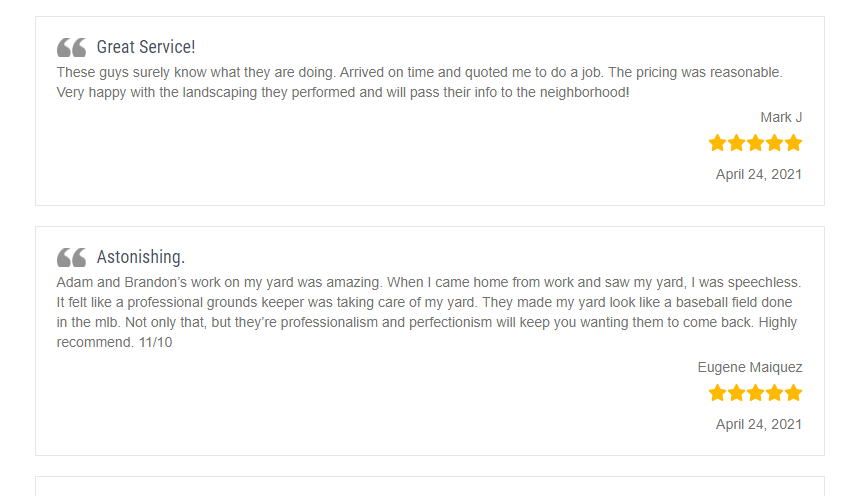 Great Service!
These guys surely know what they are doing. Arrived on time and quoted me to do a job. The pricing was reasonable.
Very happy with the landscaping they performed and will pass their info to the neighborhood!
Mark J
April 24, 2021
Astonishing.
Adam and Brandon's work on my yard was amazing. When I came home from work and saw my yard, I was speechless.
It felt like a professional grounds keeper was taking care of my yard. They made my yard look like a baseball field done
in the mlb. Not only that, but they're professionalism and perfectionism will keep you wanting them to come back. Highly
recommend. 11/10
Eugene Maiquez
April 24, 2021